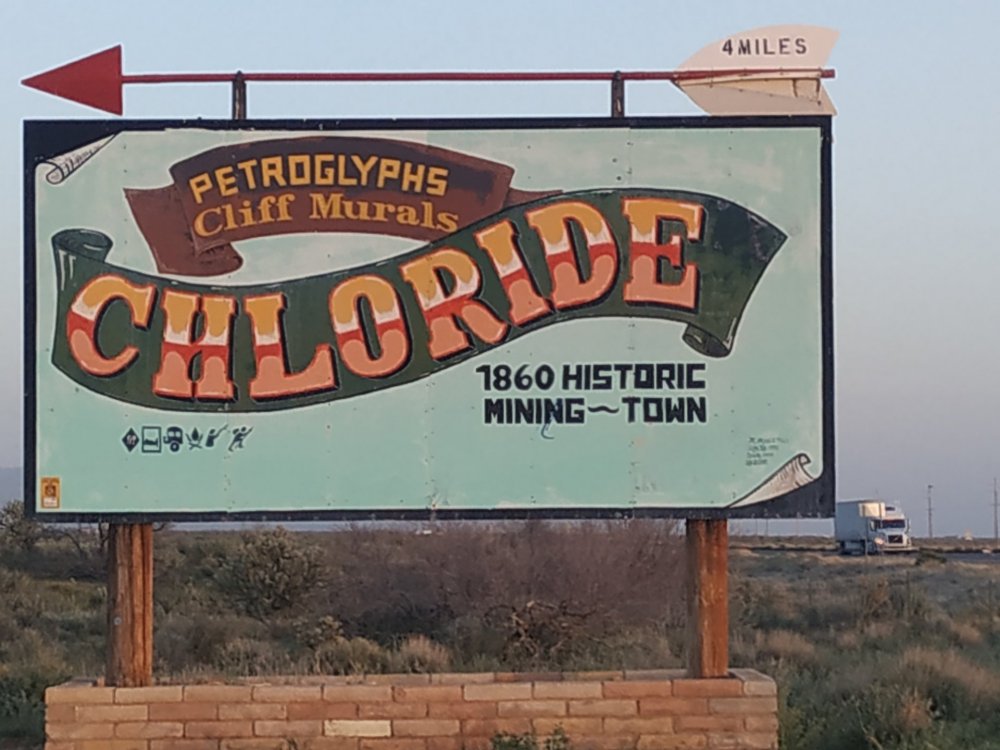 4 MILES
PETROGLYPHS
Cliff Murals
CHLORIDE
1860 HISTORIC
MINING~TOWN